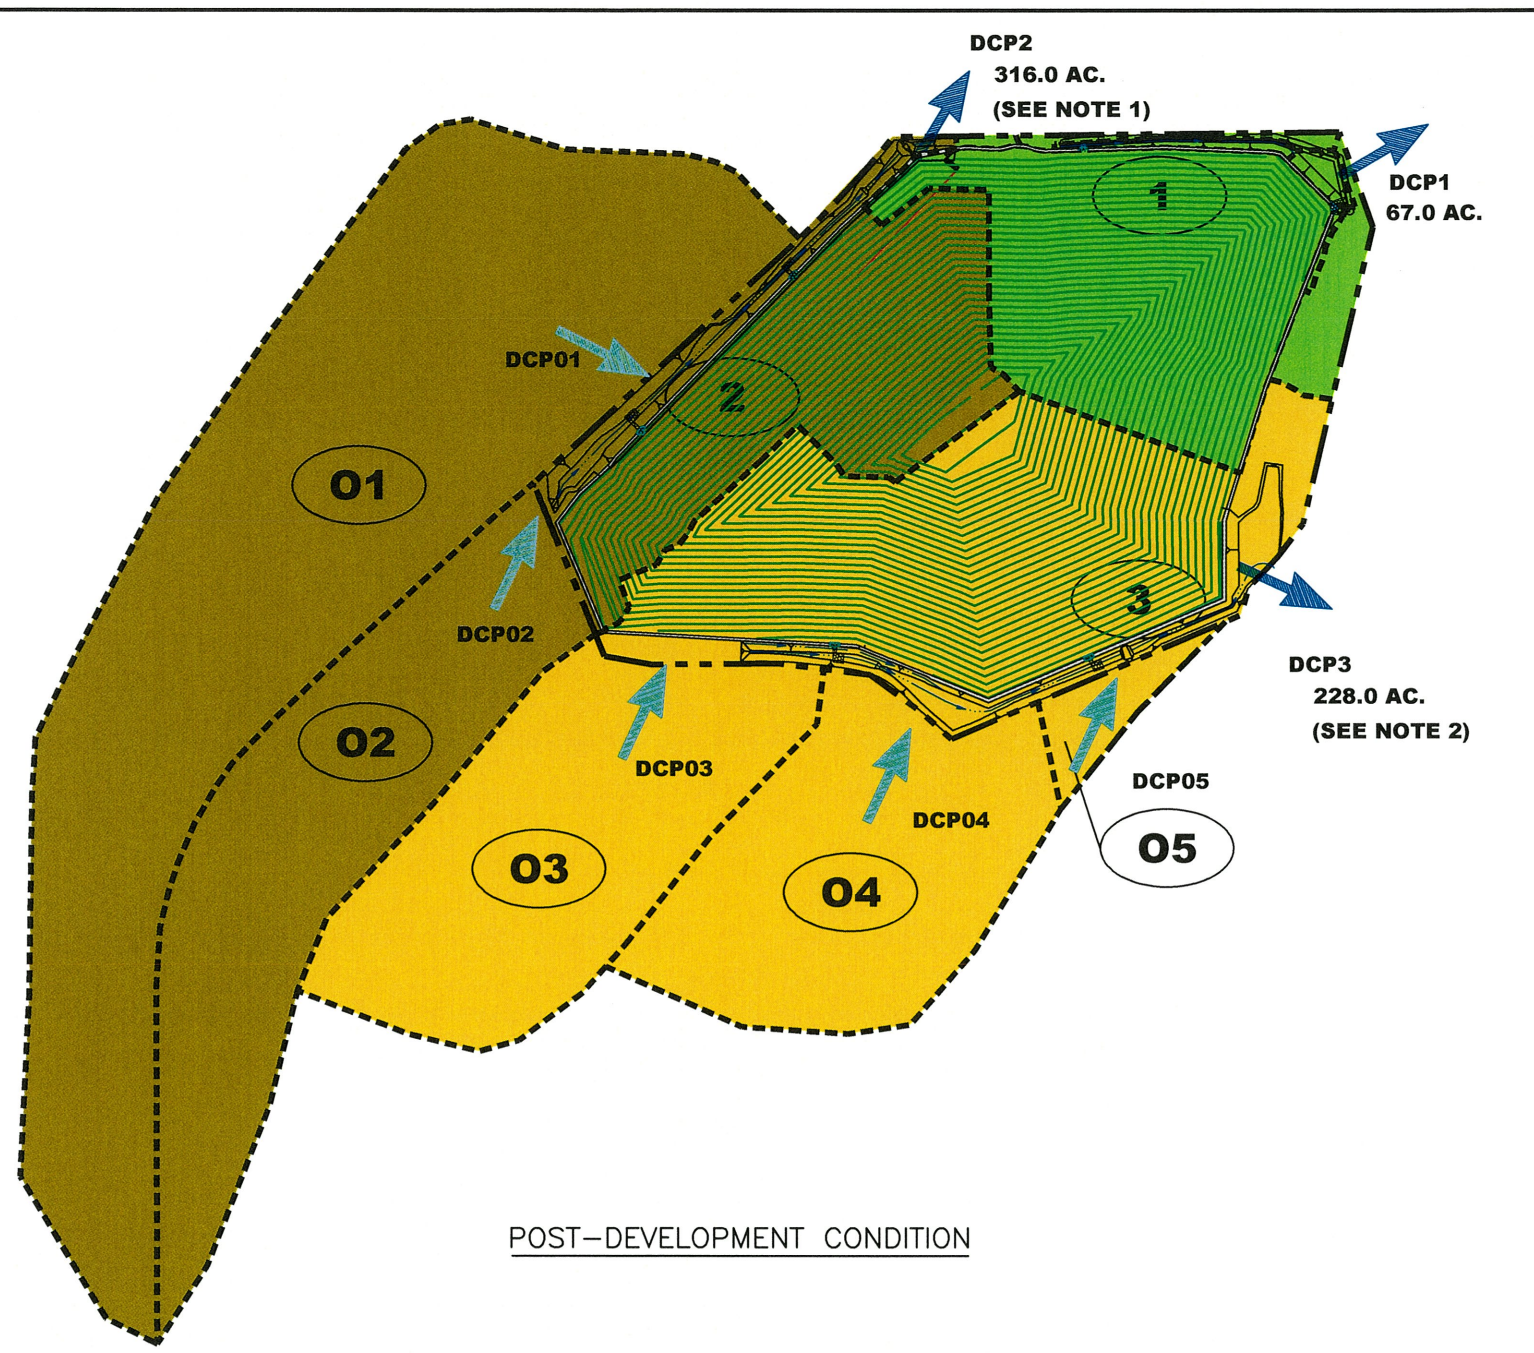 DCP2
316.0 AC.
(SEE NOTE 1)
DCP1
67.0 AC.
1
DCP01
2
O1
DCP02
3
DCP3
228.0 AC.
(SEE NOTE 2)
O2
DCP03
DCP05
DCP04
O5
O3
O4
POST-DEVELOPMENT CONDITION